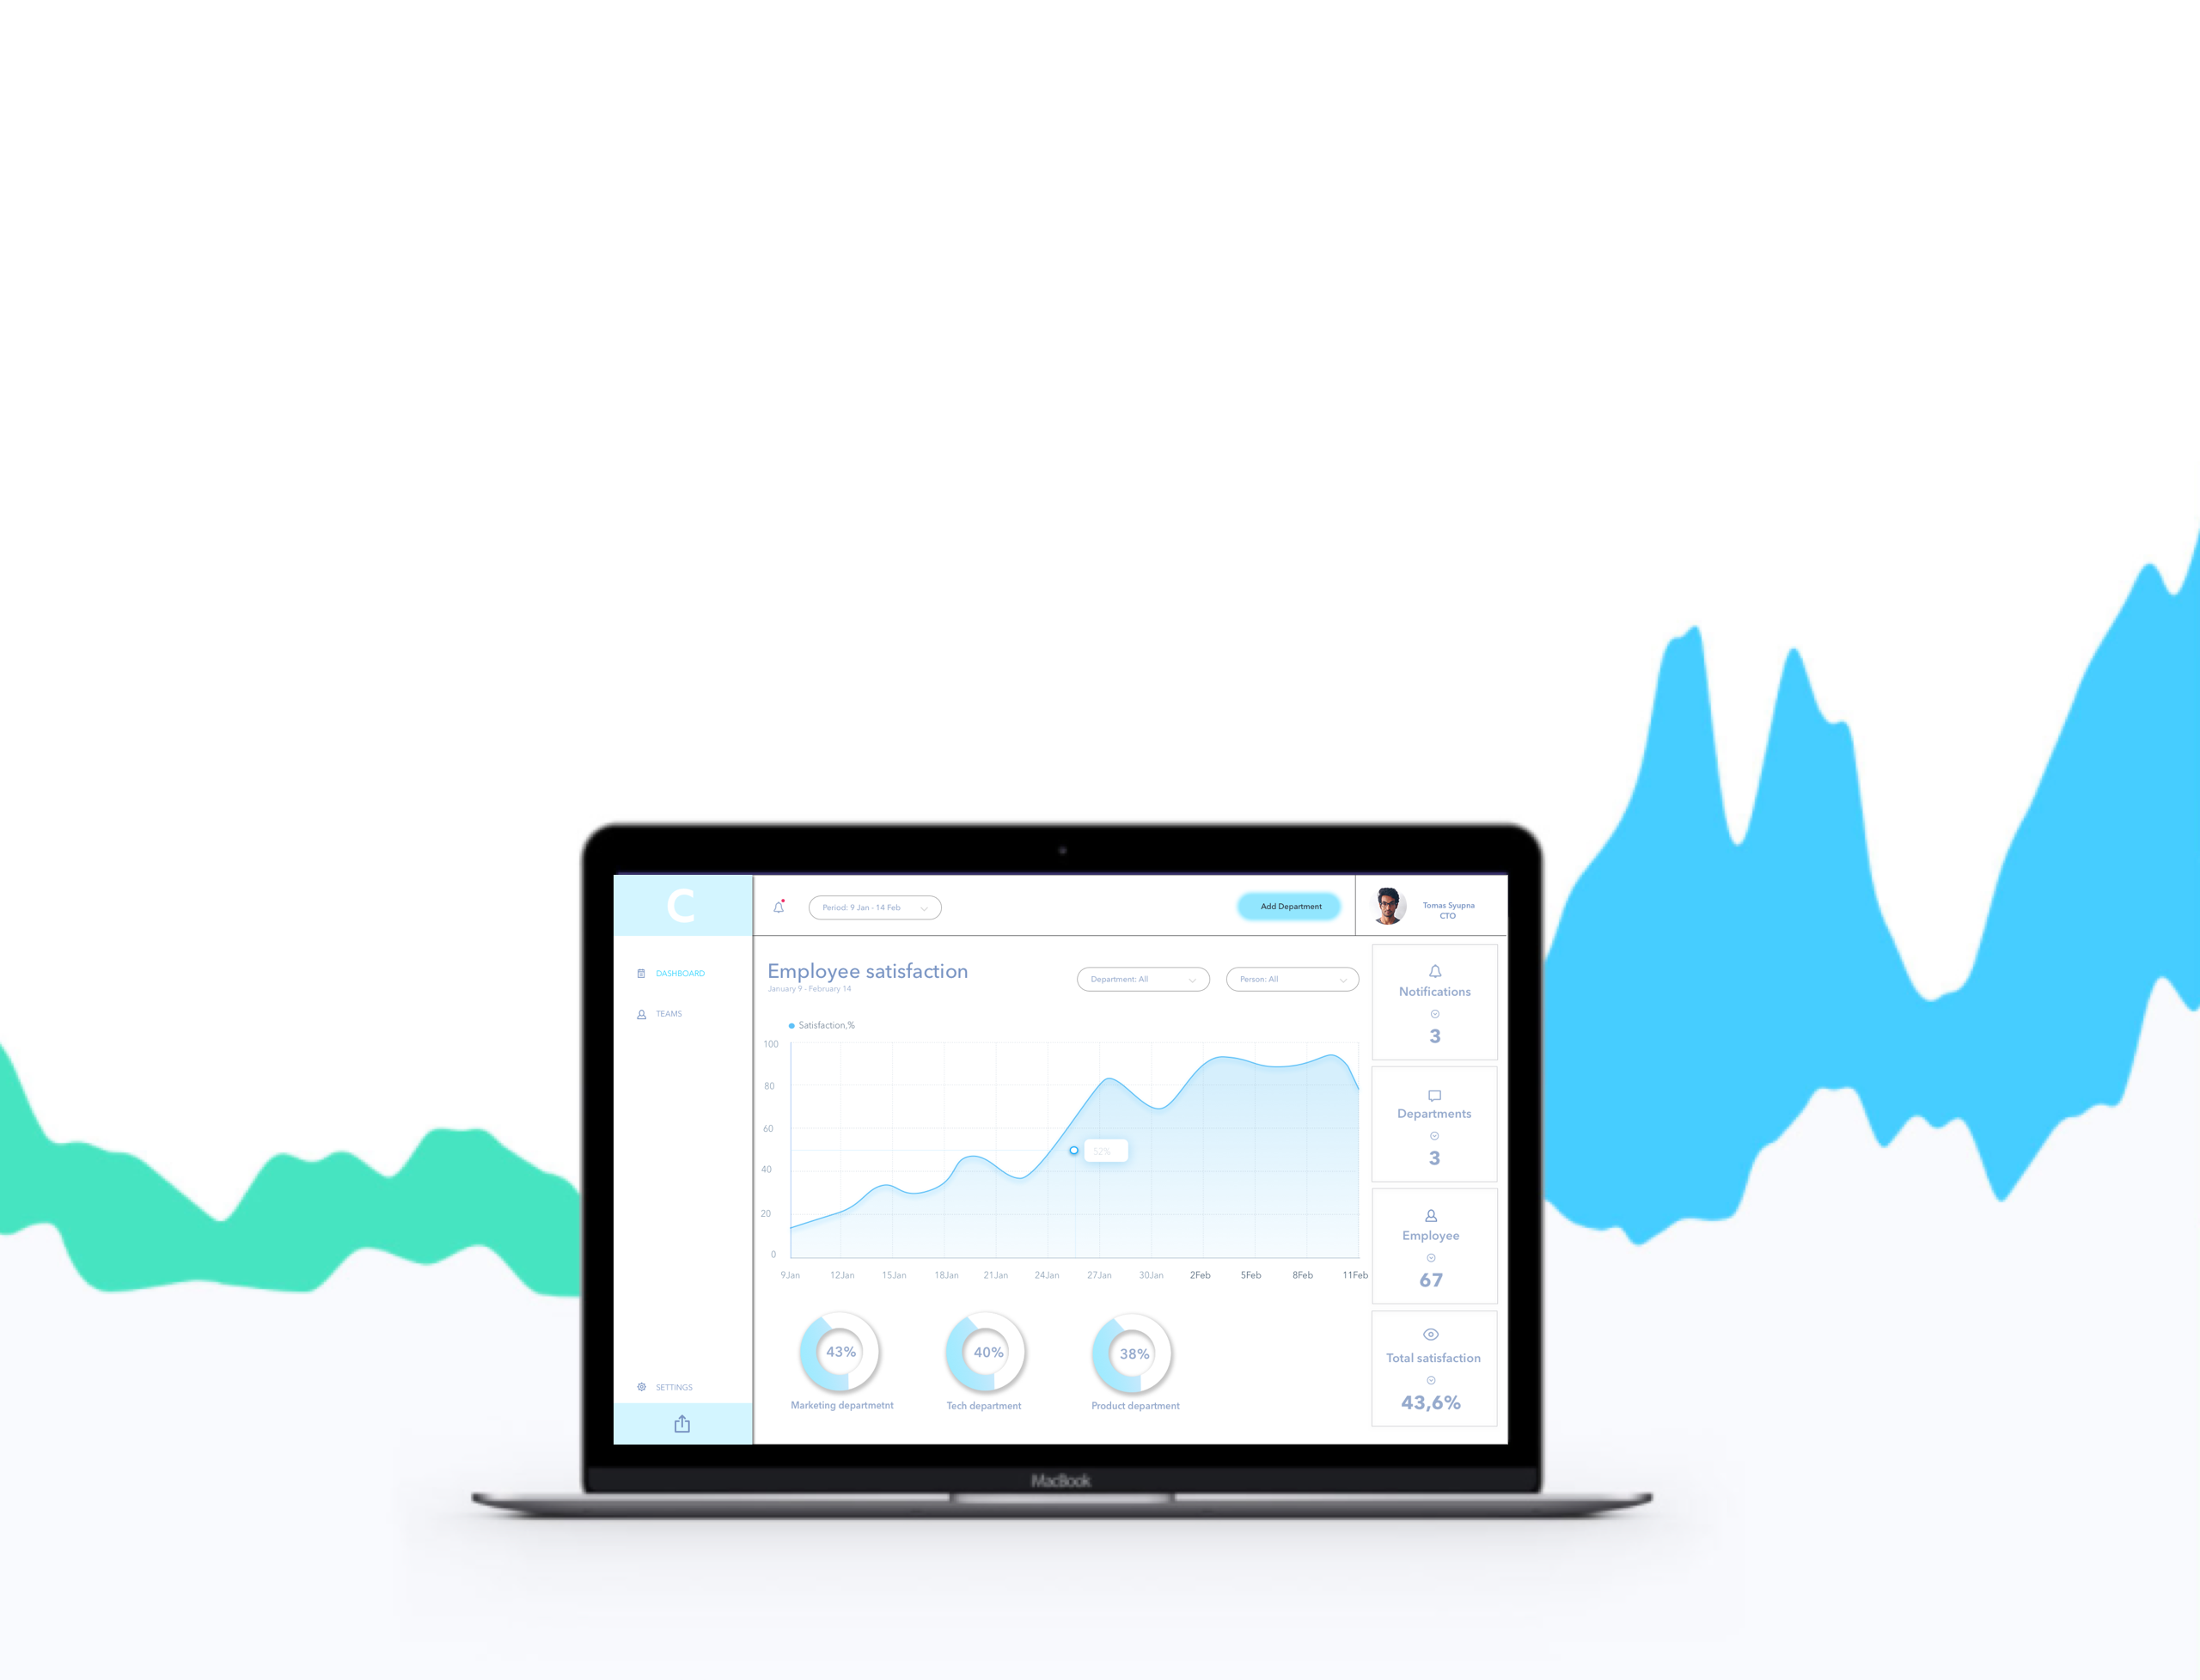 C
Period: 9 Jan - 14 Feb
Add Department
Tomas Syupna
CTO
DASHBOARD
TEAMS
SETTINGS
Employee satisfaction
January 9 - February 14
Department: All
Person: All
Satisfaction,%
100
80
60
40
20
0
52%
9Jan 12Jan 15Jan 18Jan 21Jan 24Jan 27Jan 30Jan 2Feb 5Feb 8Feb 11Feb
43%
Marketing departmetnt
40%
Tech department
38%
Product department
Notifications
3
Departments
3
Employee
67
Total satisfaction
43,6%
MacBook